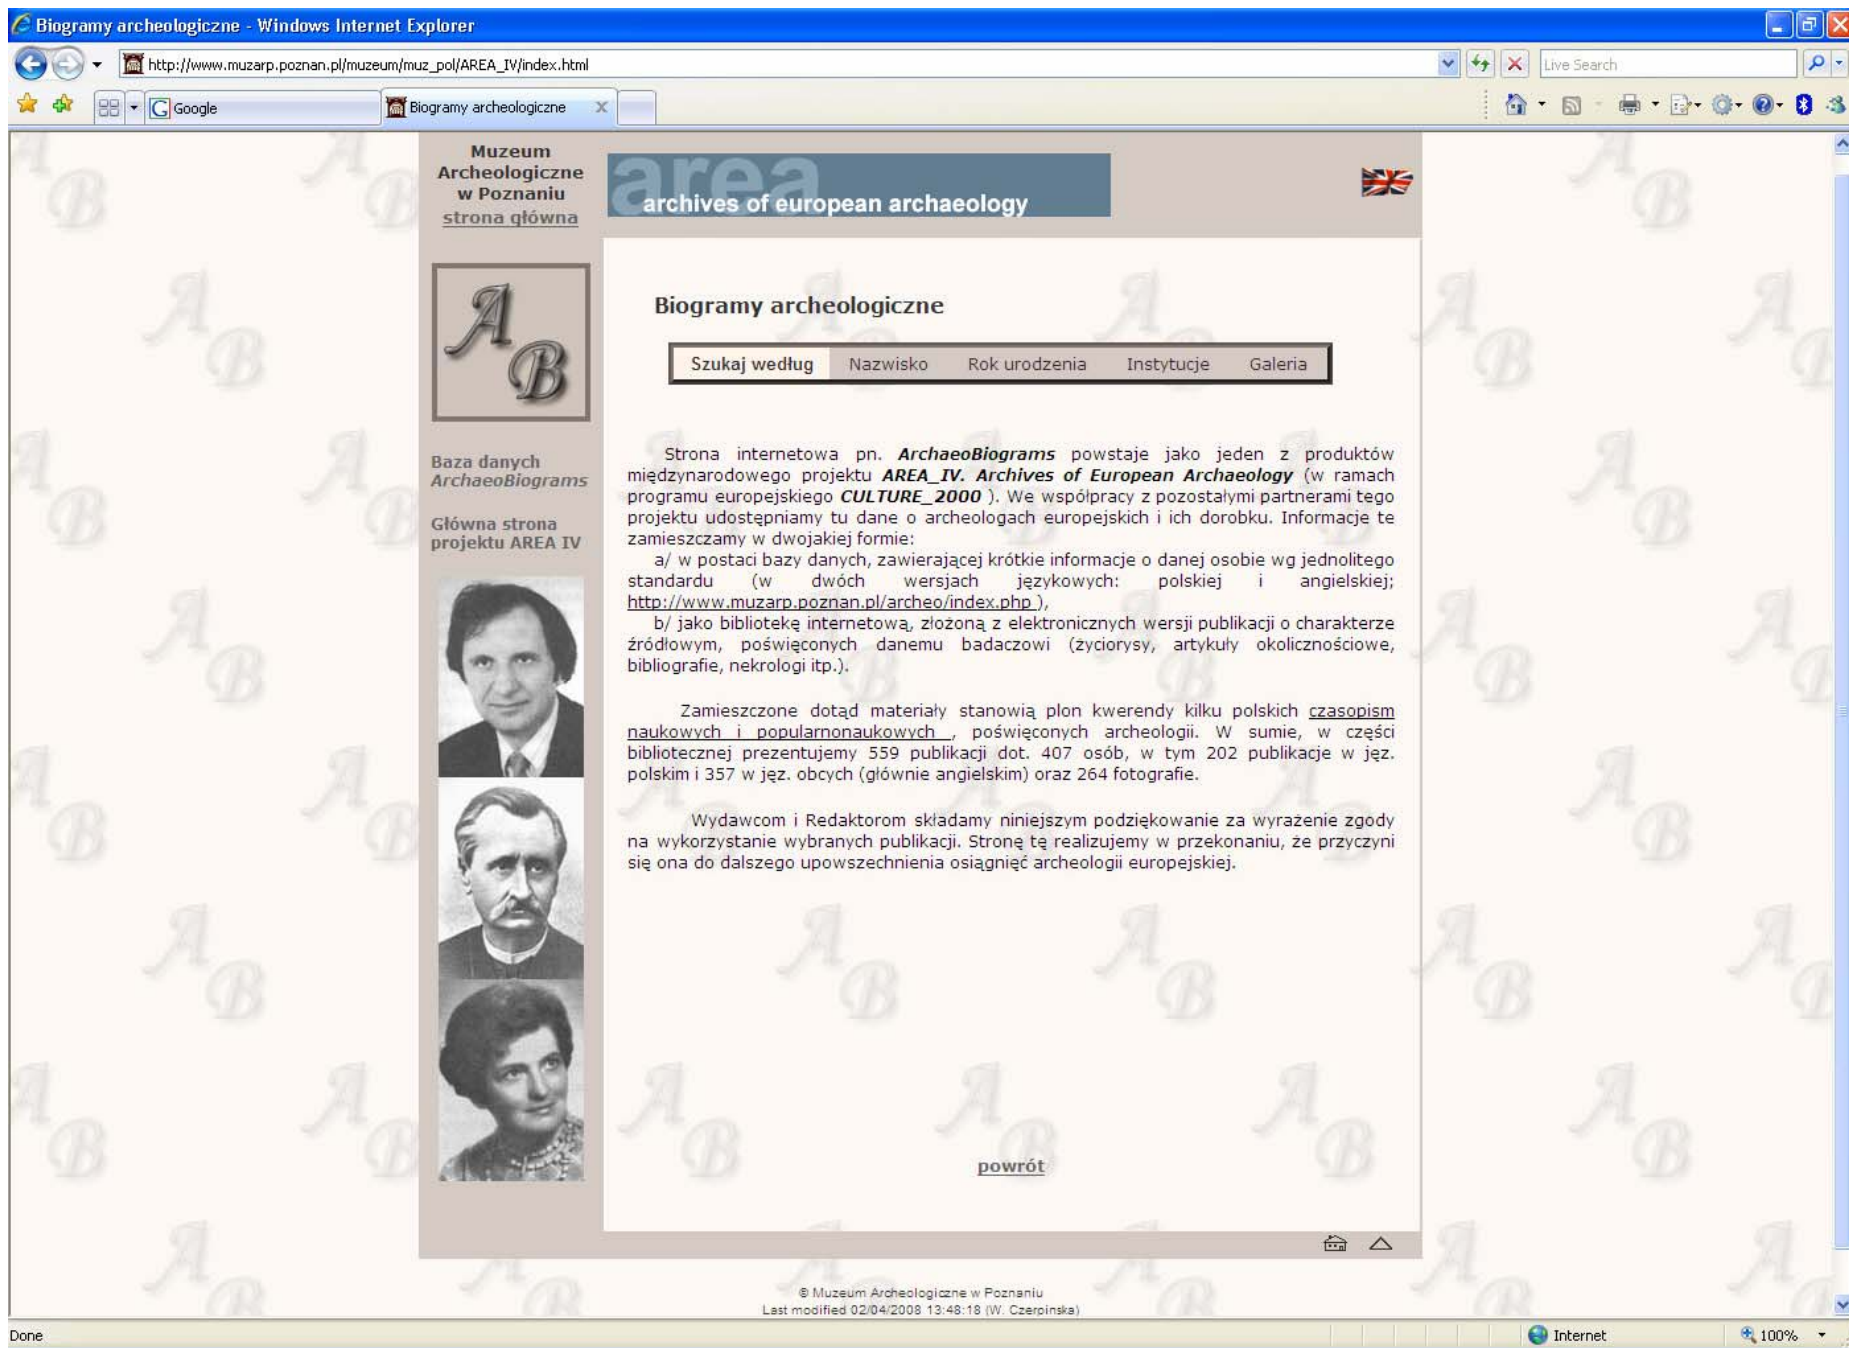 Biogramy archeologiczne - Windows Internet Explorer
http://www.muzarp.poznan.pl/muzeum/muz_pol/AREA_IV/index.html
Live Search
Google
Biogramy archeologiczne
Muzeum
Archeologiczne
w Poznaniu
strona główna
area
archives of european archaeology
AB
Baza danych
ArchaeoBiograms
Główna strona
projektu AREA IV
Biogramy archeologiczne
Szukaj według Nazwisko Rok urodzenia Instytucje Galeria
Strona internetowa pn. ArchaeoBiograms powstaje jako jeden z produktów
międzynarodowego projektu AREA_IV. Archives of European Archaeology (w ramach
programu europejskiego CULTURE_2000 ). We współpracy z pozostałymi partnerami tego
projektu udostępniamy tu dane o archeologach europejskich i ich dorobku. Informacje te
zamieszczamy w dwojakiej formie:
a/ w postaci bazy danych, zawierającej krótkie informacje o danej osobie wg jednolitego
standardu (w dwóch wersjach językowych: polskiej i angielskiej;
http://www.muzarp.poznan.pl/archeo/index.php ),
b/ jako bibliotekę internetową, złożoną z elektronicznych wersji publikacji o charakterze
źródłowym, poświęconych danemu badaczowi (życiorysy, artykuły okolicznościowe,
bibliografie, nekrologi itp.).
Zamieszczone dotąd materiały stanowią plon kwerendy kilku polskich czasopism
naukowych i popularnonaukowych , poświęconych archeologii. W sumie, w części
bibliotecznej prezentujemy 559 publikacji dot. 407 osób, w tym 202 publikacje w jęz.
polskim i 357 w jęz. obcych (głównie angielskim) oraz 264 fotografie.
Wydawcom i Redaktorom składamy niniejszym podziękowanie za wyrażenie zgody
na wykorzystanie wybranych publikacji. Stronę tę realizujemy w przekonaniu, że przyczyni
się ona do dalszego upowszechnienia osiągnięć archeologii europejskiej.
powrót
© Muzeum Archeologiczne w Poznaniu
Last modified 02/04/2008 13:48:18 (W. Czerpinska)
Done
Internet
100%